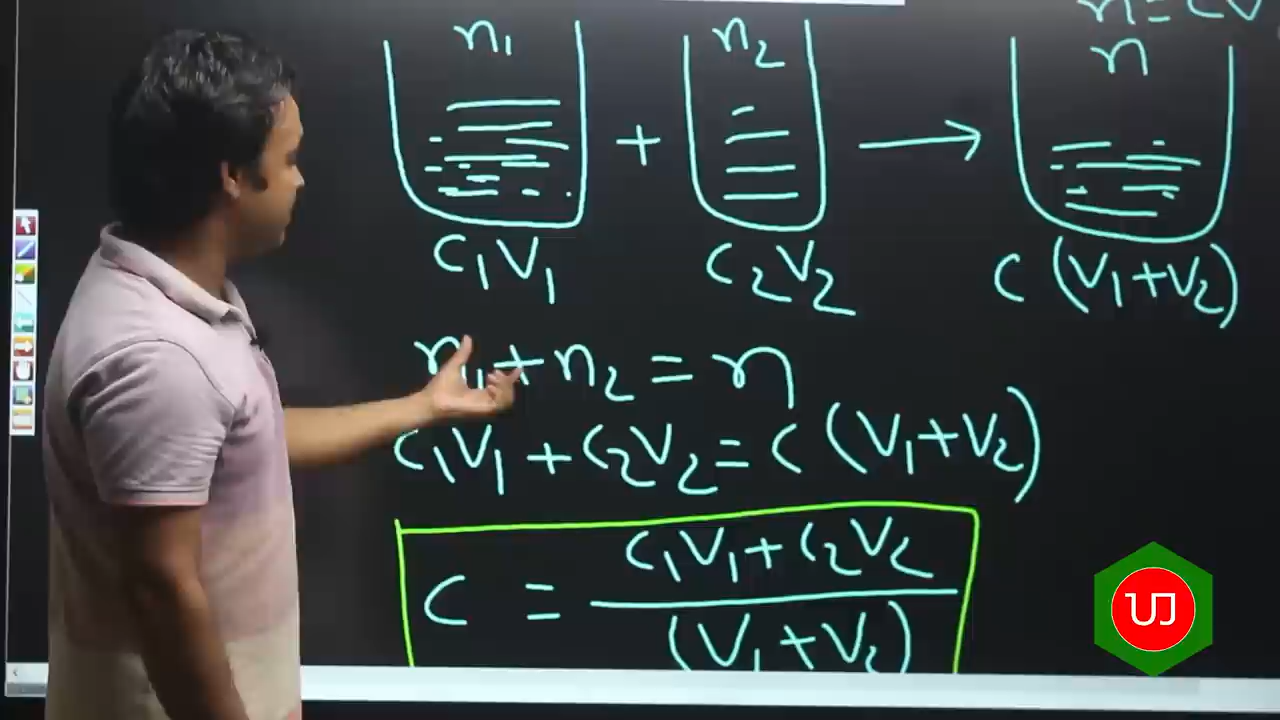 n = CV
n₁ n₂ n
+ →
C₁V₁ C₂V₂ C (V₁+V₂)
n₁+n₂ = n
C₁V₁ + C₂V₂ = C (V₁+V₂)
C = C₁V₁ + C₂V₂
(V₁+V₂)
UJ